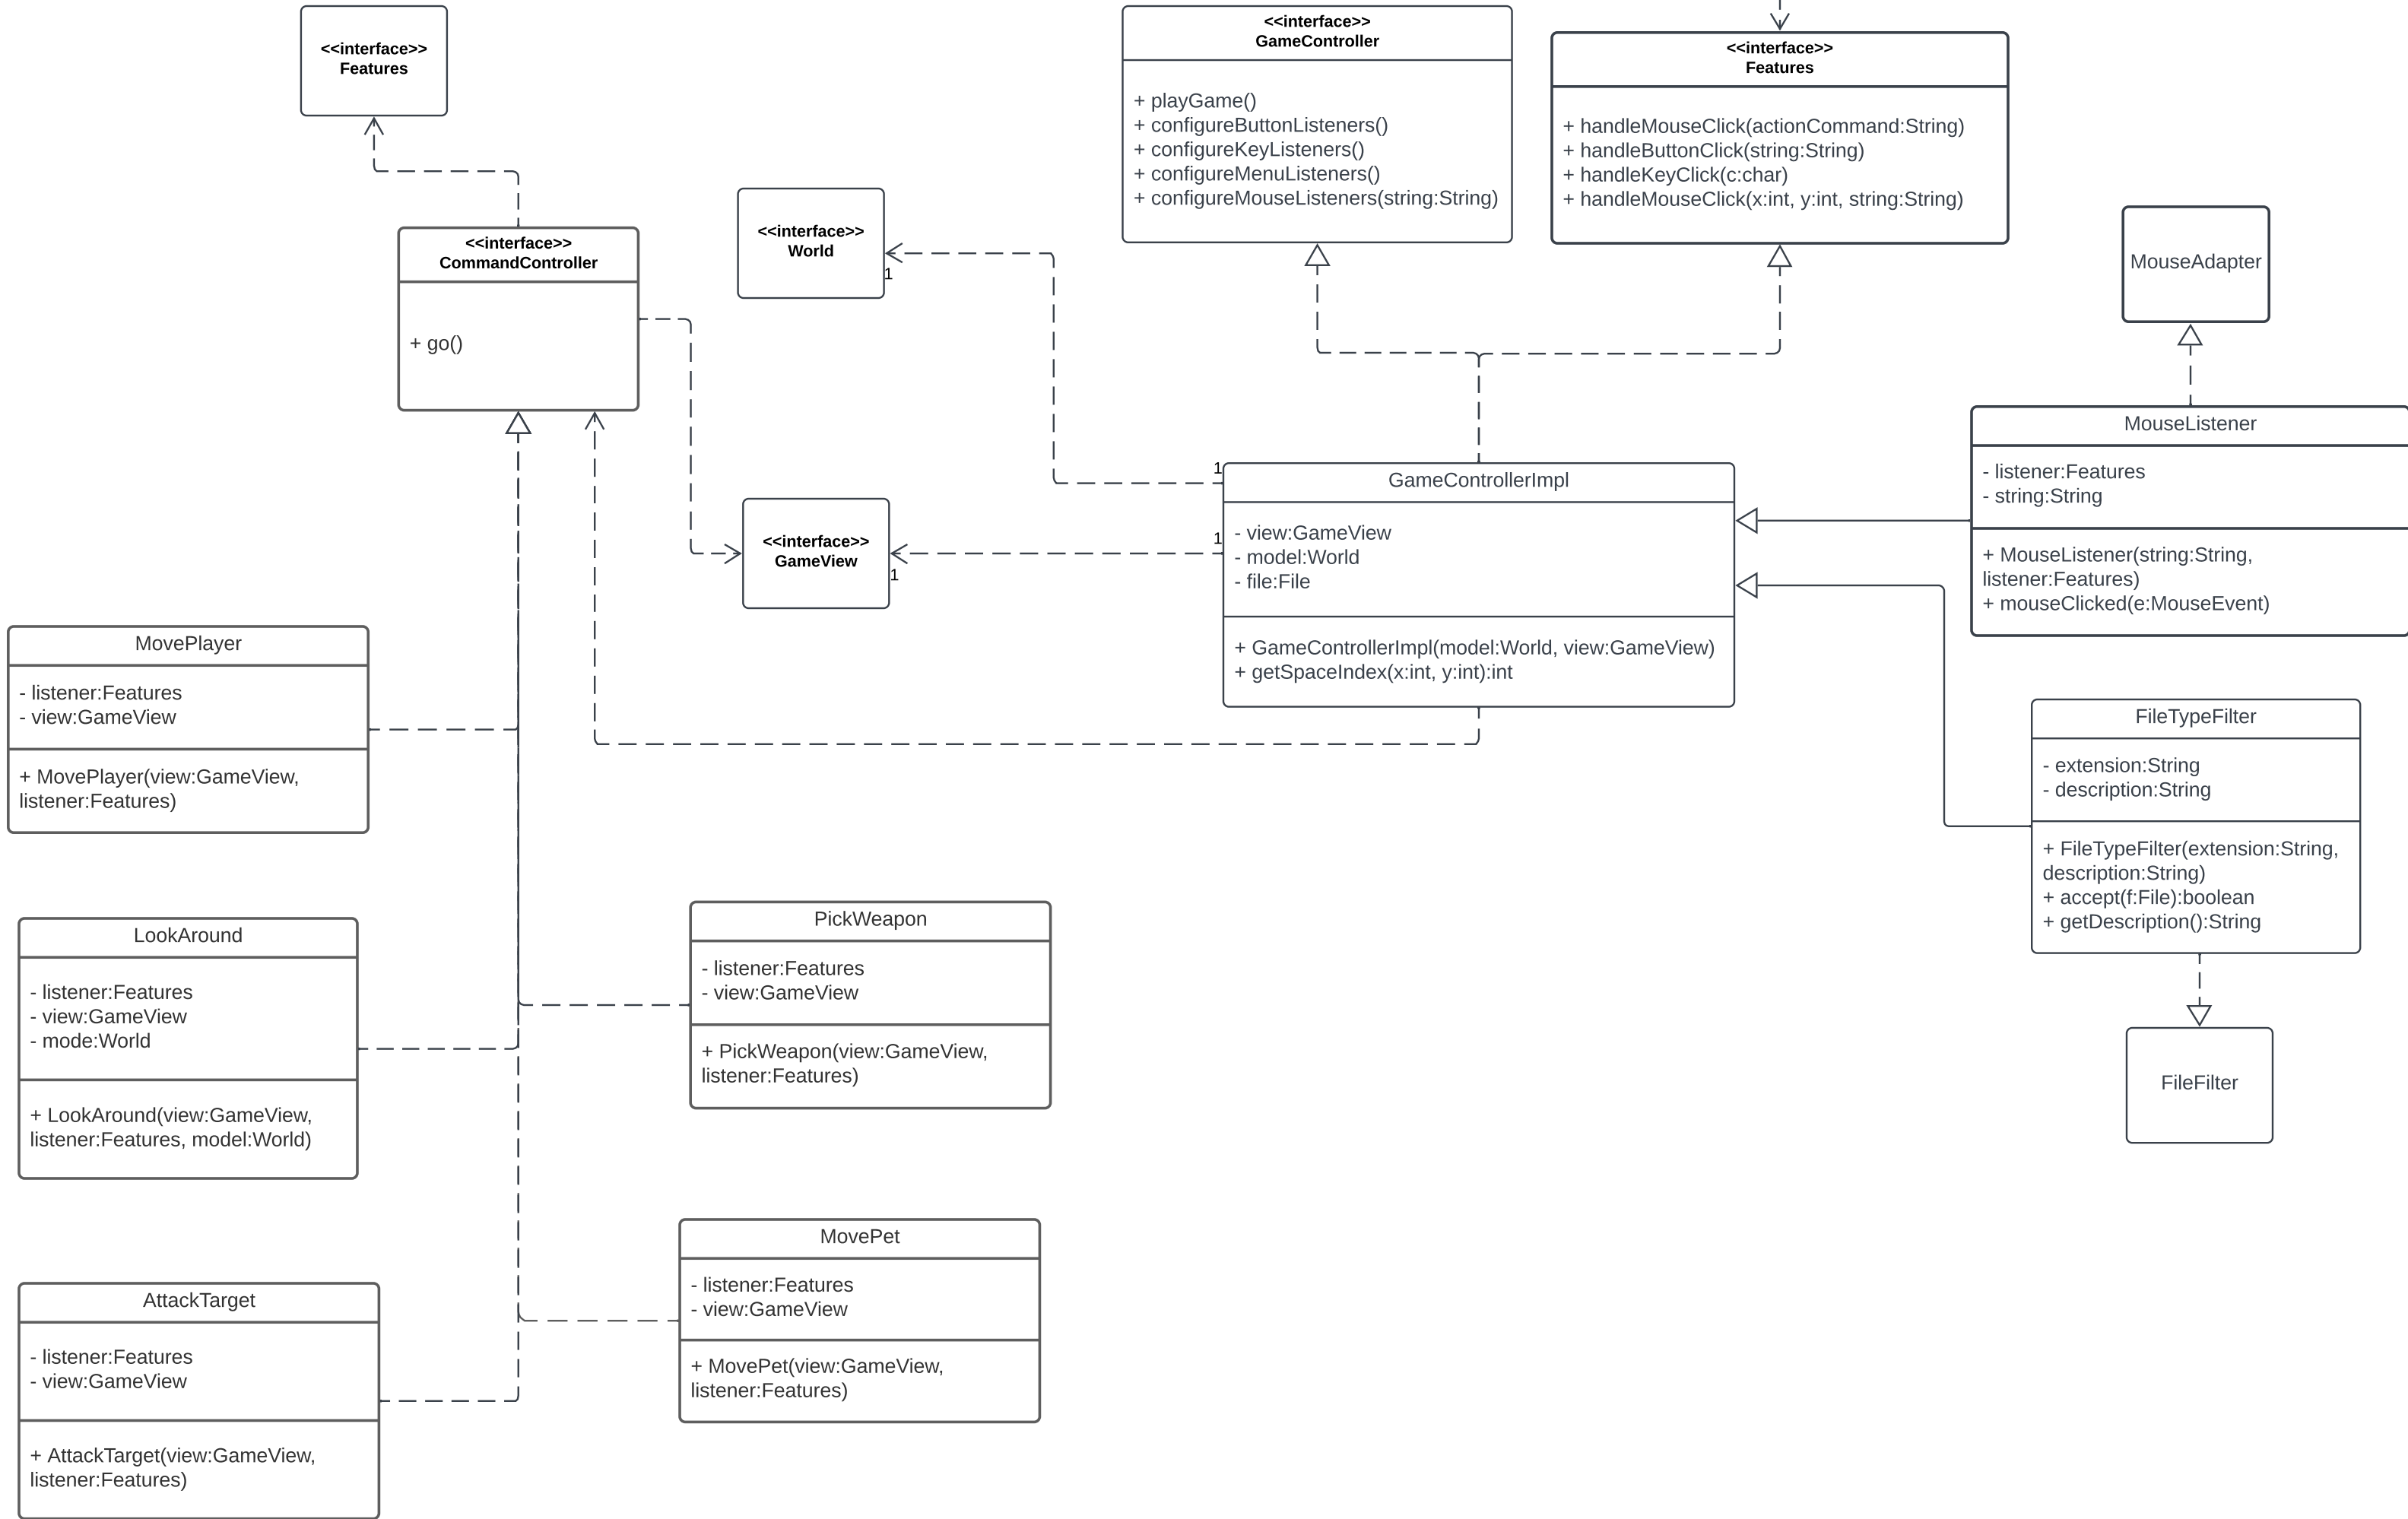 <<interface>>
Features
<<interface>>
CommandController
+ go()
<<interface>>
World
1
<<interface>>
GameView
1
<<interface>>
GameController
+ playGame()
+ configureButtonListeners()
+ configureKeyListeners()
+ configureMenuListeners()
+ configureMouseListeners(string:String)
<<interface>>
Features
+ handleMouseClick(actionCommand:String)
+ handleButtonClick(string:String)
+ handleKeyClick(c:char)
+ handleMouseClick(x:int, y:int, string:String)
MouseAdapter
MouseListener
- listener:Features
- string:String
+ MouseListener(string:String,
listener:Features)
+ mouseClicked(e:MouseEvent)
1
1
GameControllerImpl
- view:GameView
- model:World
- file:File
+ GameControllerImpl(model:World, view:GameView)
+ getSpaceIndex(x:int, y:int):int
FileTypeFilter
- extension:String
- description:String
+ FileTypeFilter(extension:String,
description:String)
+ accept(f:File):boolean
+ getDescription():String
FileFilter
MovePlayer
- listener:Features
- view:GameView
+ MovePlayer(view:GameView,
listener:Features)
LookAround
- listener:Features
- view:GameView
- mode:World
+ LookAround(view:GameView,
listener:Features, model:World)
PickWeapon
- listener:Features
- view:GameView
+ PickWeapon(view:GameView,
listener:Features)
AttackTarget
- listener:Features
- view:GameView
+ AttackTarget(view:GameView,
listener:Features)
MovePet
- listener:Features
- view:GameView
+ MovePet(view:GameView,
listener:Features)